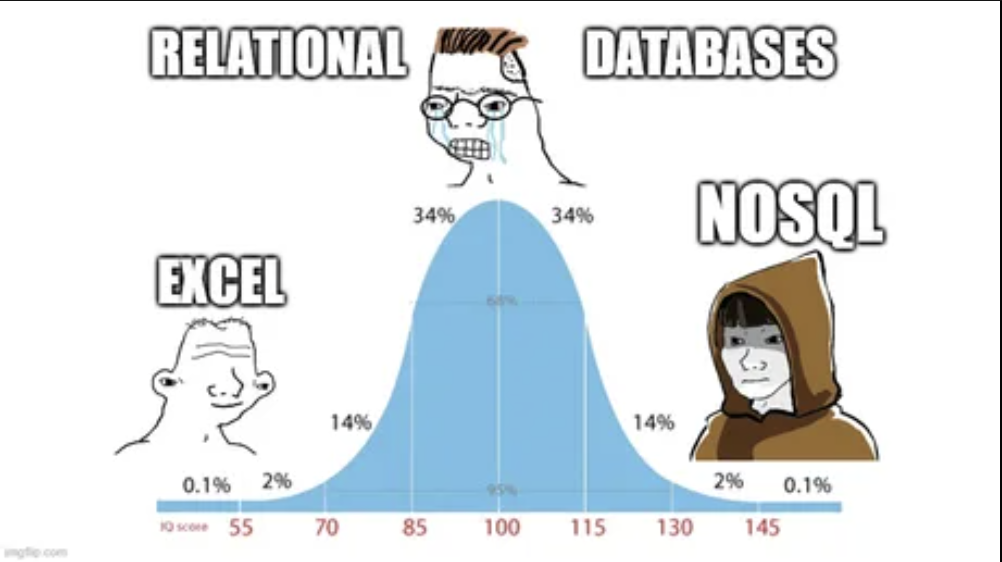 RELATIONAL DATABASES
34% 34%
NOSQL
EXCEL
68%
14% 14%
0.1% 2% 95% 2% 0.1%
IQ score 55 70 85 100 115 130 145
imgflip.com